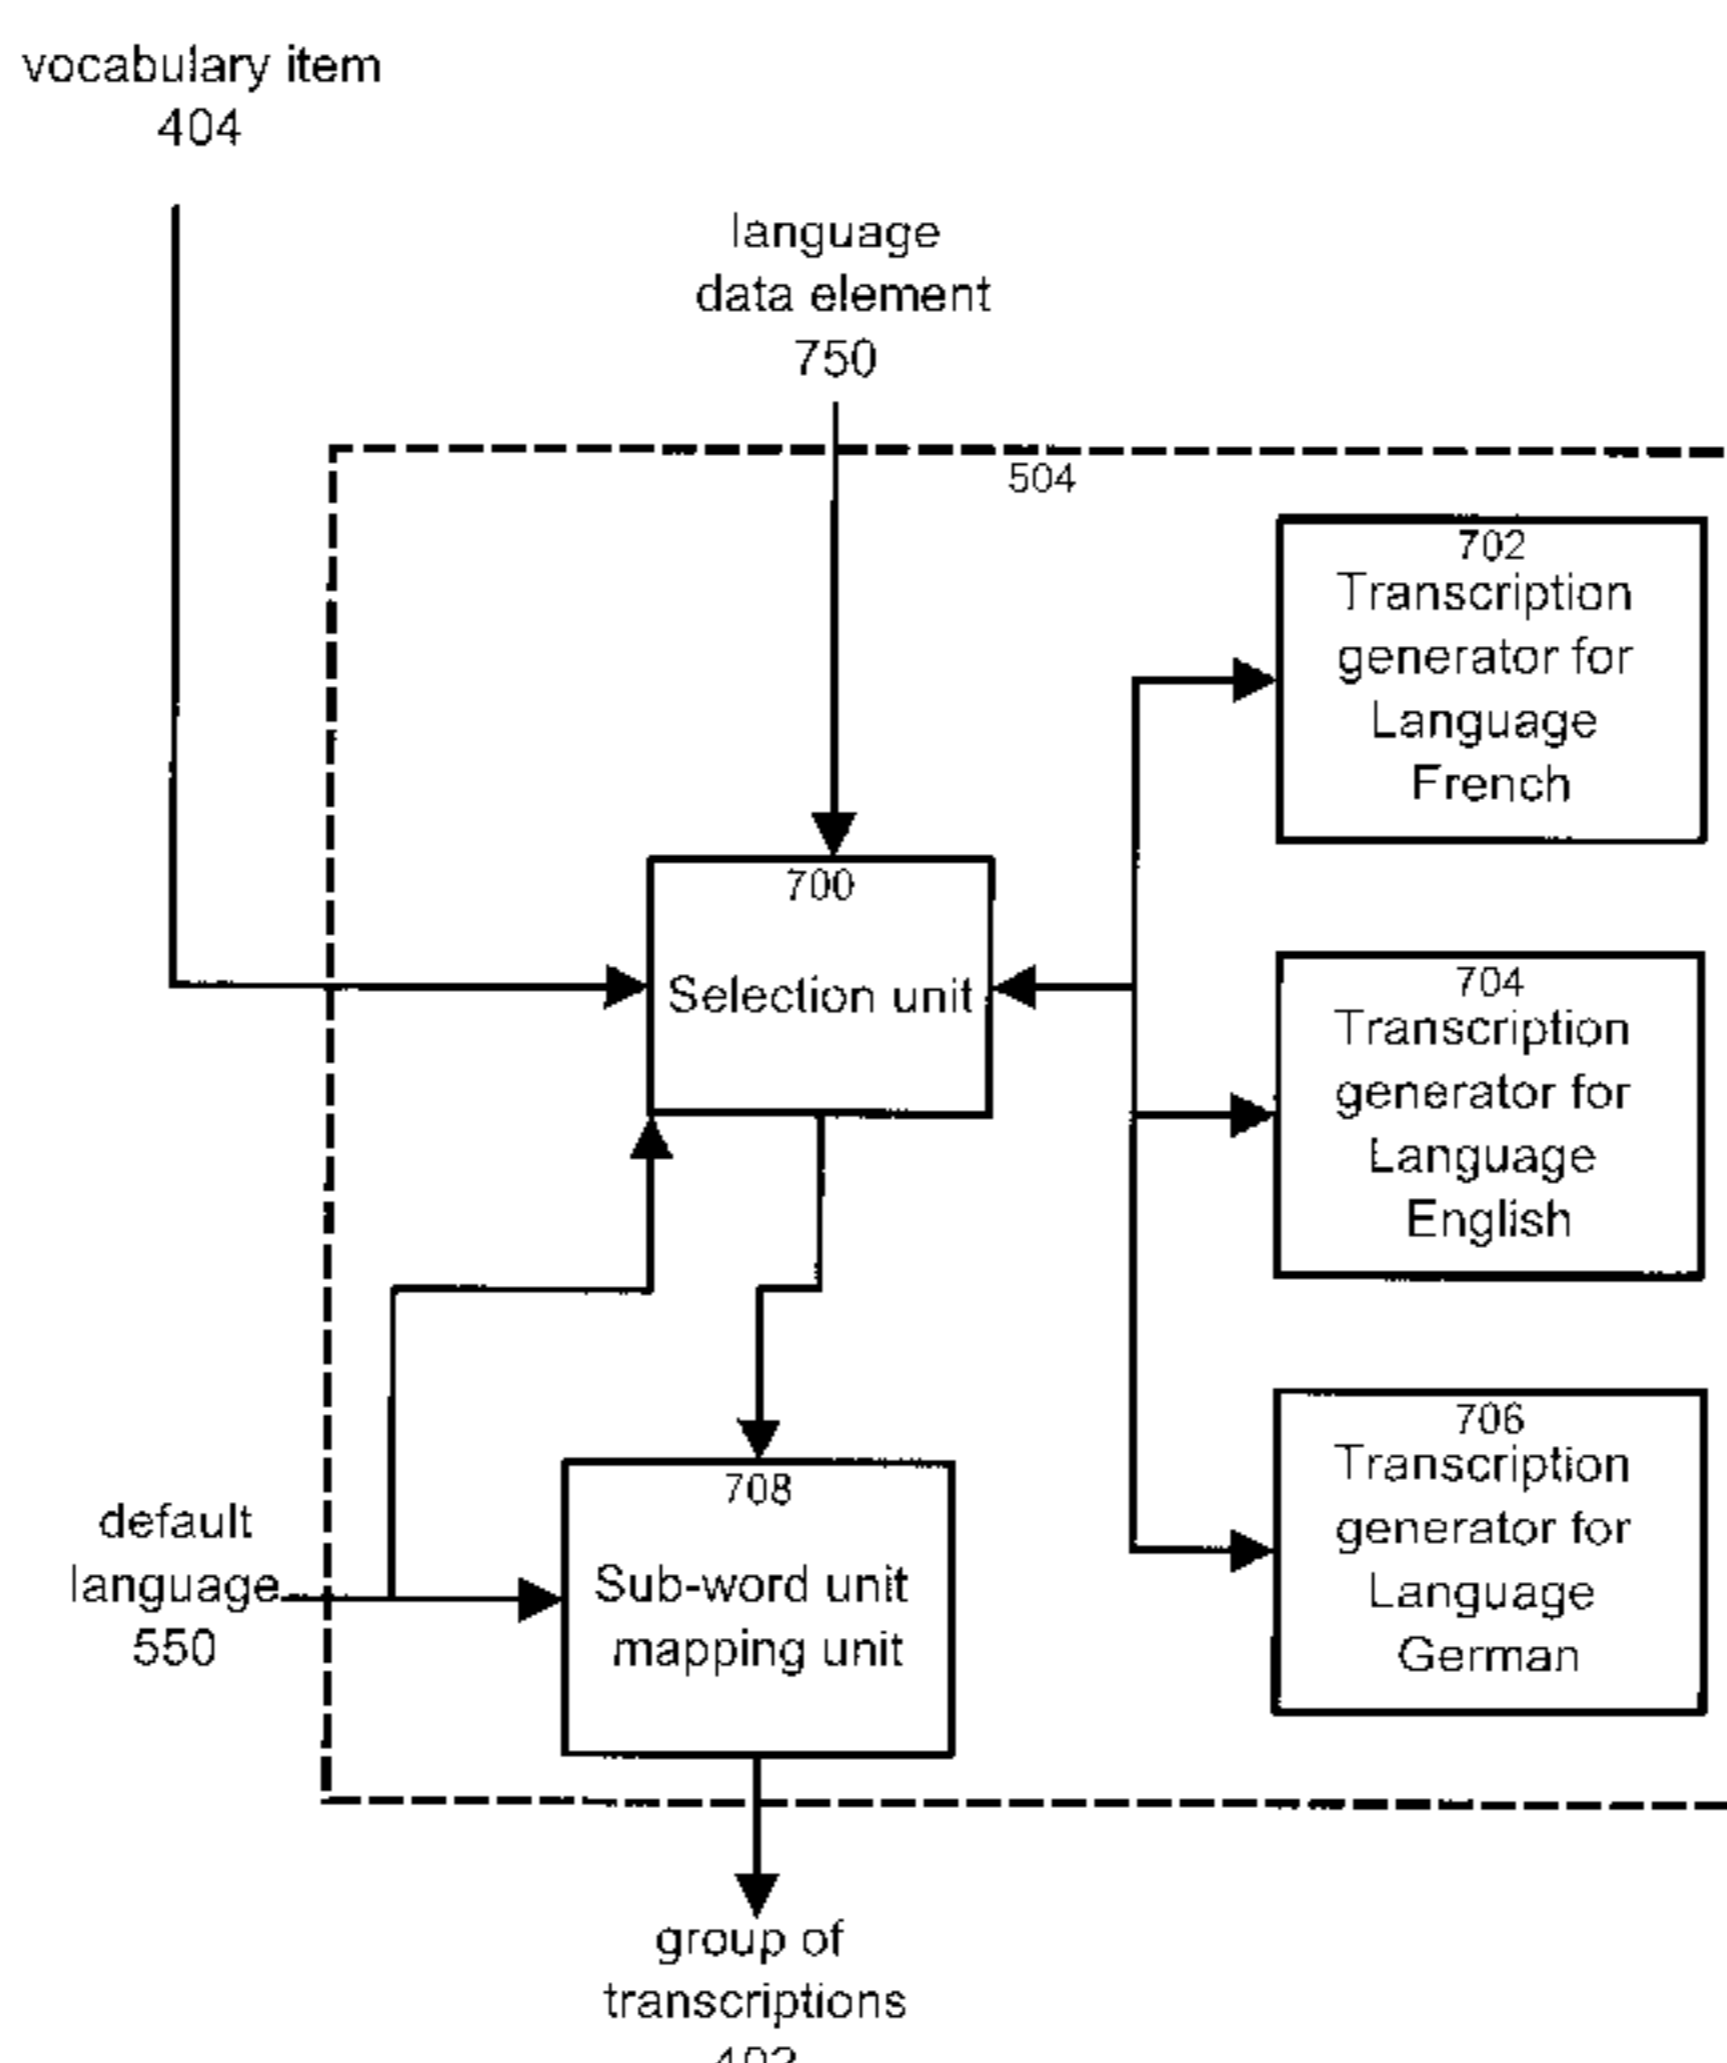 vocabulary item
404
language
data element
750
504
702
Transcription
generator for
Language
French
700
Selection unit
704
Transcription
generator for
Language
English
706
Transcription
generator for
Language
German
708
Sub-word unit
mapping unit
default
language
550
group of
transcriptions